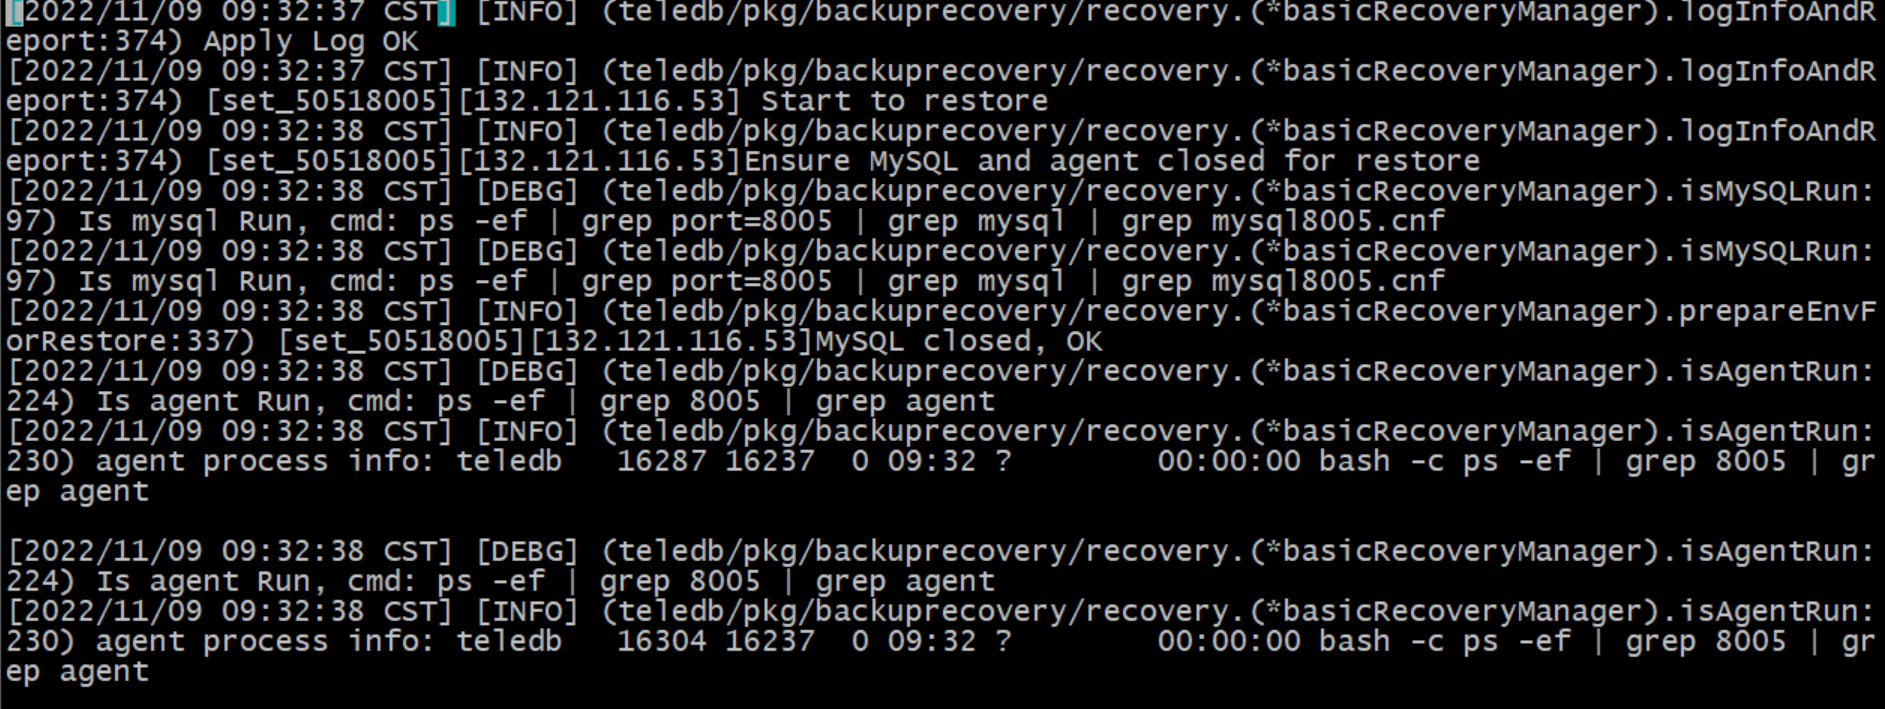 [2022/11/09 09:32:37 CST] [INFO] (teledb/pkg/backuprecovery/recovery.(*basicRecoveryManager).logInfoAndR
eport:374) Apply Log OK
[2022/11/09 09:32:37 CST] [INFO] (teledb/pkg/backuprecovery/recovery.(*basicRecoveryManager).logInfoAndR
eport:374) [set_50518005][132.121.116.53] Start to restore
[2022/11/09 09:32:38 CST] [INFO] (teledb/pkg/backuprecovery/recovery.(*basicRecoveryManager).logInfoAndR
eport:374) [set_50518005][132.121.116.53]Ensure MySQL and agent closed for restore
[2022/11/09 09:32:38 CST] [DEBG] (teledb/pkg/backuprecovery/recovery.(*basicRecoveryManager).isMySQLRun:
97) Is mysql Run, cmd: ps -ef | grep port=8005 | grep mysql | grep mysql8005.cnf
[2022/11/09 09:32:38 CST] [DEBG] (teledb/pkg/backuprecovery/recovery.(*basicRecoveryManager).isMySQLRun:
97) Is mysql Run, cmd: ps -ef | grep port=8005 | grep mysql | grep mysql8005.cnf
[2022/11/09 09:32:38 CST] [INFO] (teledb/pkg/backuprecovery/recovery.(*basicRecoveryManager).prepareEnvF
orRestore:337) [set_50518005][132.121.116.53]MySQL closed, OK
[2022/11/09 09:32:38 CST] [DEBG] (teledb/pkg/backuprecovery/recovery.(*basicRecoveryManager).isAgentRun:
224) Is agent Run, cmd: ps -ef | grep 8005 | grep agent
[2022/11/09 09:32:38 CST] [INFO] (teledb/pkg/backuprecovery/recovery.(*basicRecoveryManager).isAgentRun:
230) agent process info: teledb   16287 16237  0 09:32 ?        00:00:00 bash -c ps -ef | grep 8005 | gr
ep agent
[2022/11/09 09:32:38 CST] [DEBG] (teledb/pkg/backuprecovery/recovery.(*basicRecoveryManager).isAgentRun:
224) Is agent Run, cmd: ps -ef | grep 8005 | grep agent
[2022/11/09 09:32:38 CST] [INFO] (teledb/pkg/backuprecovery/recovery.(*basicRecoveryManager).isAgentRun:
230) agent process info: teledb   16304 16237  0 09:32 ?        00:00:00 bash -c ps -ef | grep 8005 | gr
ep agent